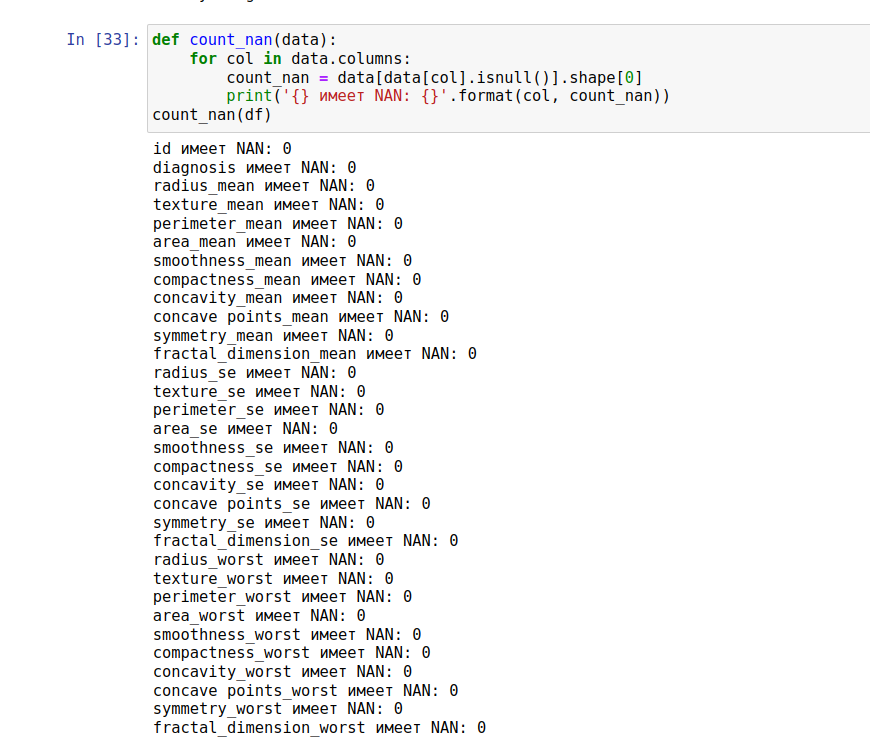 In [33]: def count_nan(data):
    for col in data.columns:
        count_nan = data[data[col].isnull()].shape[0]
        print('{} имеет NAN: {}'.format(col, count_nan))
count_nan(df)
id имеет NAN: 0
diagnosis имеет NAN: 0
radius_mean имеет NAN: 0
texture_mean имеет NAN: 0
perimeter_mean имеет NAN: 0
area_mean имеет NAN: 0
smoothness_mean имеет NAN: 0
compactness_mean имеет NAN: 0
concavity_mean имеет NAN: 0
concave points_mean имеет NAN: 0
symmetry_mean имеет NAN: 0
fractal_dimension_mean имеет NAN: 0
radius_se имеет NAN: 0
texture_se имеет NAN: 0
perimeter_se имеет NAN: 0
area_se имеет NAN: 0
smoothness_se имеет NAN: 0
compactness_se имеет NAN: 0
concavity_se имеет NAN: 0
concave points_se имеет NAN: 0
symmetry_se имеет NAN: 0
fractal_dimension_se имеет NAN: 0
radius_worst имеет NAN: 0
texture_worst имеет NAN: 0
perimeter_worst имеет NAN: 0
area_worst имеет NAN: 0
smoothness_worst имеет NAN: 0
compactness_worst имеет NAN: 0
concavity_worst имеет NAN: 0
concave points_worst имеет NAN: 0
symmetry_worst имеет NAN: 0
fractal_dimension_worst имеет NAN: 0